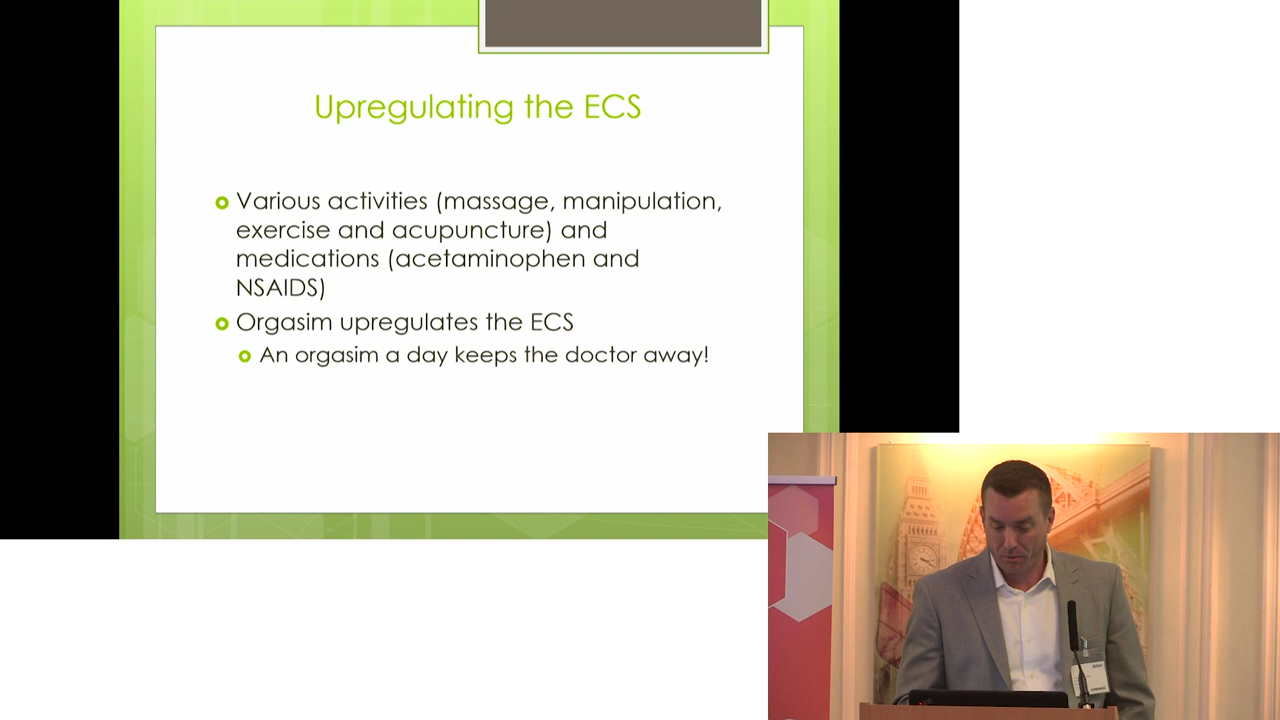 Upregulating the ECS
Various activities (massage, manipulation,
exercise and acupuncture) and
medications (acetaminophen and
NSAIDS)
Orgasim upregulates the ECS
An orgasim a day keeps the doctor away!